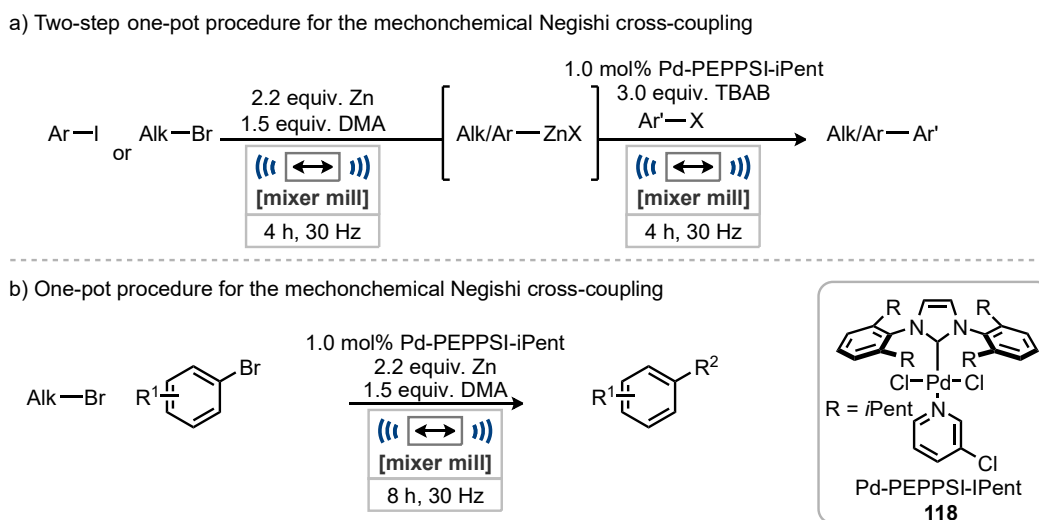 a) Two-step one-pot procedure for the mechonchemical Negishi cross-coupling
1.0 mol% Pd-PEPPSI-iPent
2.2 equiv. Zn
3.0 equiv. TBAB
1.5 equiv. DMA
Ar'—X
Ar—I or Alk—Br
Alk/Ar—ZnX
Alk/Ar—Ar'
[mixer mill]
[mixer mill]
4 h, 30 Hz
4 h, 30 Hz
b) One-pot procedure for the mechonchemical Negishi cross-coupling
1.0 mol% Pd-PEPPSI-iPent
2.2 equiv. Zn
1.5 equiv. DMA
Alk—Br
R¹
Br
R¹
R²
[mixer mill]
8 h, 30 Hz
R
R
N
N
R
R
Cl—Pd—Cl
R = iPent
N
Cl
Pd-PEPPSI-IPent
118